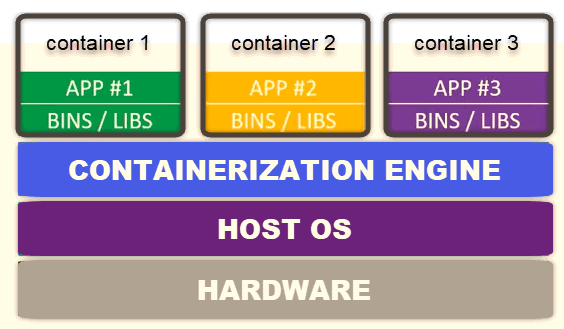 container 1
container 2
container 3
APP #1
APP #2
APP #3
BINS / LIBS
BINS / LIBS
BINS / LIBS
CONTAINERIZATION ENGINE
HOST OS
HARDWARE